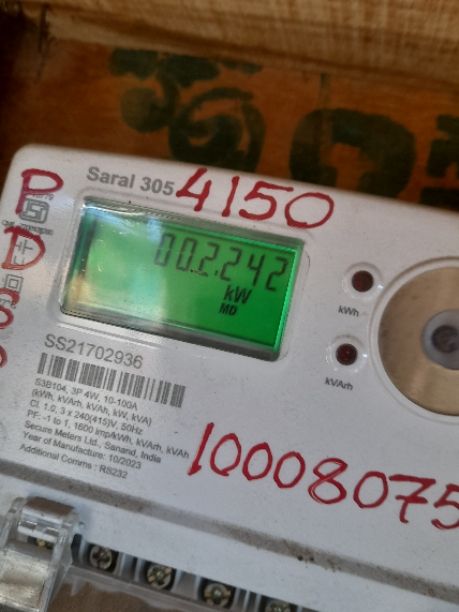 Saral 305 4150
002.242
kW
MD
SS21702936
S3B104, 3P 4W, 10-100A
(kWh, kVArh, kVAh, kW, kVA)
Cl. 1.0, 3 x 240(415)V, 50Hz
PF: -1 to 1, 1600 imp/kWh, kVArh, kVAh
Secure Meters Ltd., Sanand, India
Year of Manufacture: 10/2023
Additional Comms : RS232
kWh
kVArh
10008075
P
D